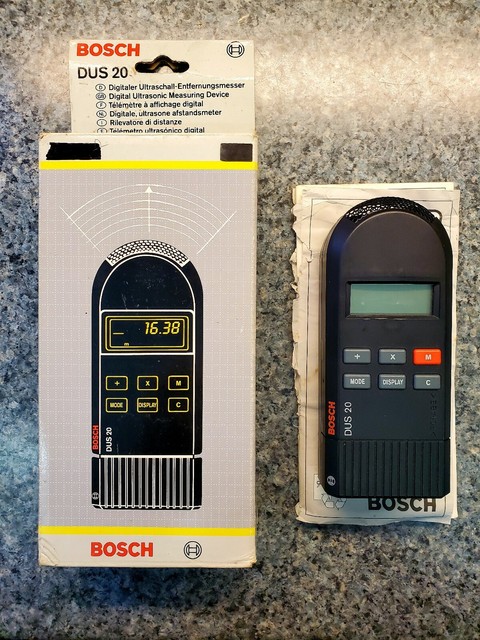 BOSCH
DUS 20
D Digitaler Ultraschall-Entfernungsmesser
GB Digital Ultrasonic Measuring Device
F Télémètre à affichage digital
NL Digitale, ultrasone afstandsmeter
I Rilevatore di distanze
E Telémetro ultrasónico digital
16.38
m
+ X M
MODE DISPLAY C
BOSCH
DUS 20
BOSCH
+ X M
MODE DISPLAY C
BOSCH
DUS 20
BOSCH